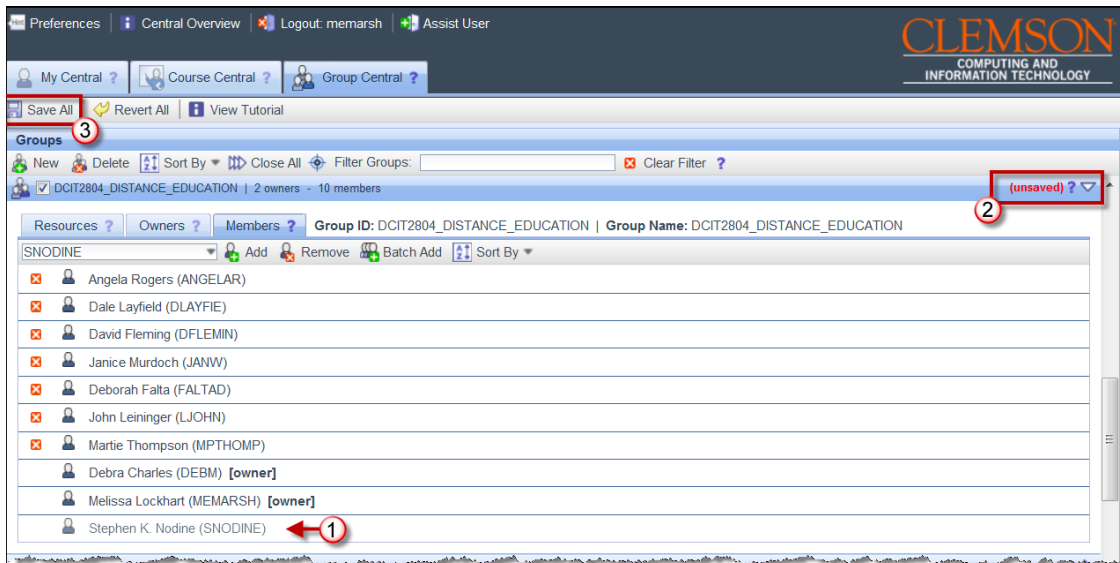 Hint Preferences | Central Overview | Logout: memarsh | Assist User
CLEMSON
COMPUTING AND
INFORMATION TECHNOLOGY
My Central ? Course Central ? Group Central ?
Save All Revert All | View Tutorial
3
Groups
New Delete Sort By Close All Filter Groups: Clear Filter ?
DCIT2804_DISTANCE_EDUCATION | 2 owners - 10 members (unsaved) ?
2
Resources ? Owners ? Members ? Group ID: DCIT2804_DISTANCE_EDUCATION | Group Name: DCIT2804_DISTANCE_EDUCATION
SNODINE Add Remove Batch Add Sort By
Angela Rogers (ANGELAR)
Dale Layfield (DLAYFIE)
David Fleming (DFLEMIN)
Janice Murdoch (JANW)
Deborah Falta (FALTAD)
John Leininger (LJOHN)
Martie Thompson (MPTHOMP)
Debra Charles (DEBM) [owner]
Melissa Lockhart (MEMARSH) [owner]
Stephen K. Nodine (SNODINE) 1